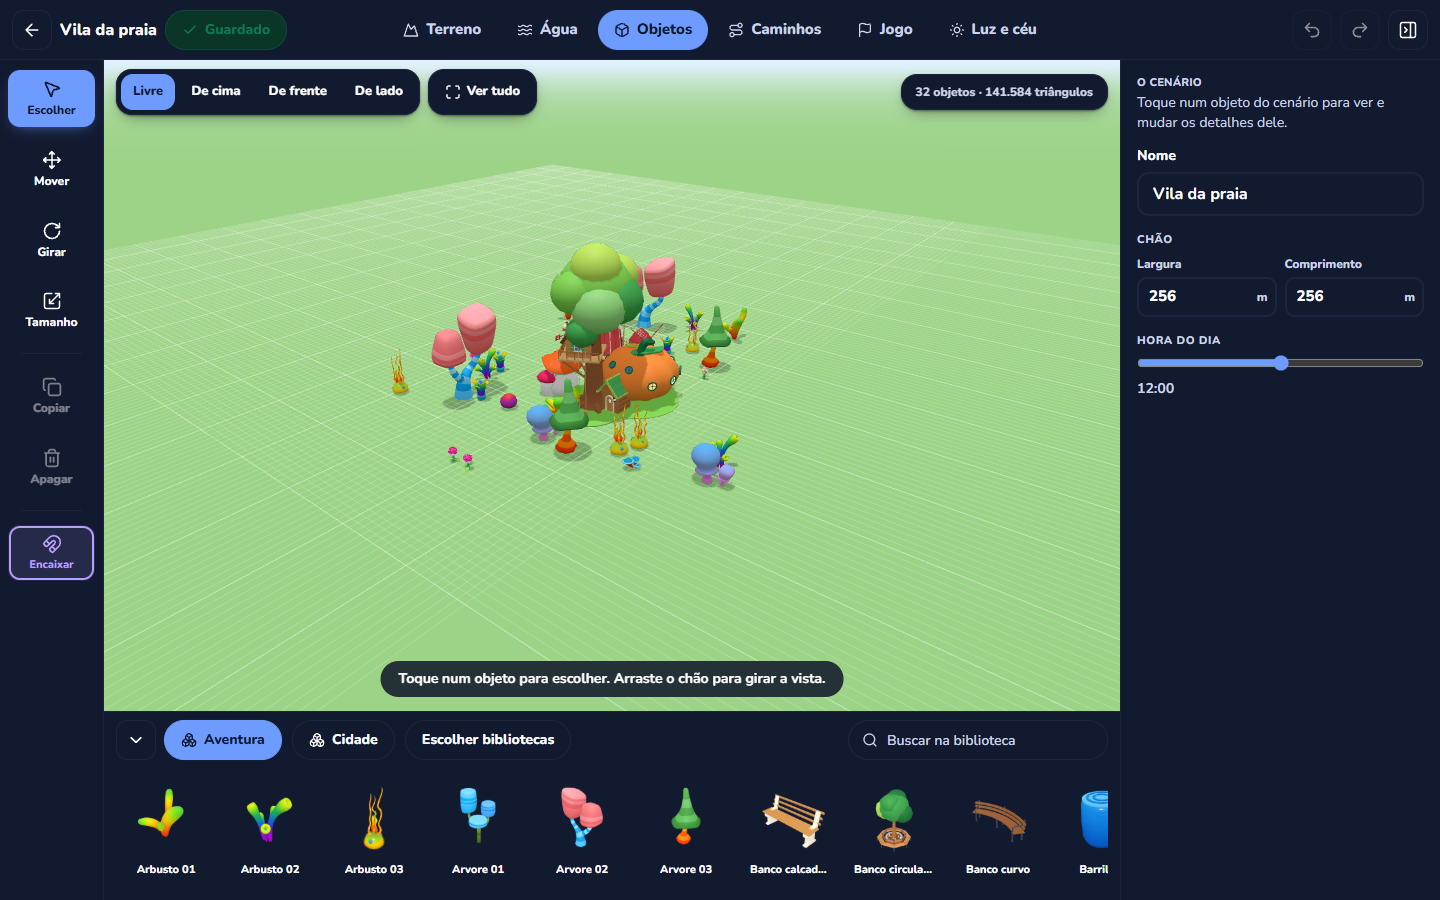 Vila da praia
Guardado
Terreno
Água
Objetos
Caminhos
Jogo
Luz e céu
Escolher
Mover
Girar
Tamanho
Copiar
Apagar
Encaixar
Livre
De cima
De frente
De lado
Ver tudo
32 objetos · 141.584 triângulos
Toque num objeto para escolher. Arraste o chão para girar a vista.
O CENÁRIO
Toque num objeto do cenário para ver e
mudar os detalhes dele.
Nome
Vila da praia
CHÃO
Largura
Comprimento
256 m
256 m
HORA DO DIA
12:00
Aventura
Cidade
Escolher bibliotecas
Buscar na biblioteca
Arbusto 01
Arbusto 02
Arbusto 03
Arvore 01
Arvore 02
Arvore 03
Banco calcad...
Banco circula...
Banco curvo
Barril